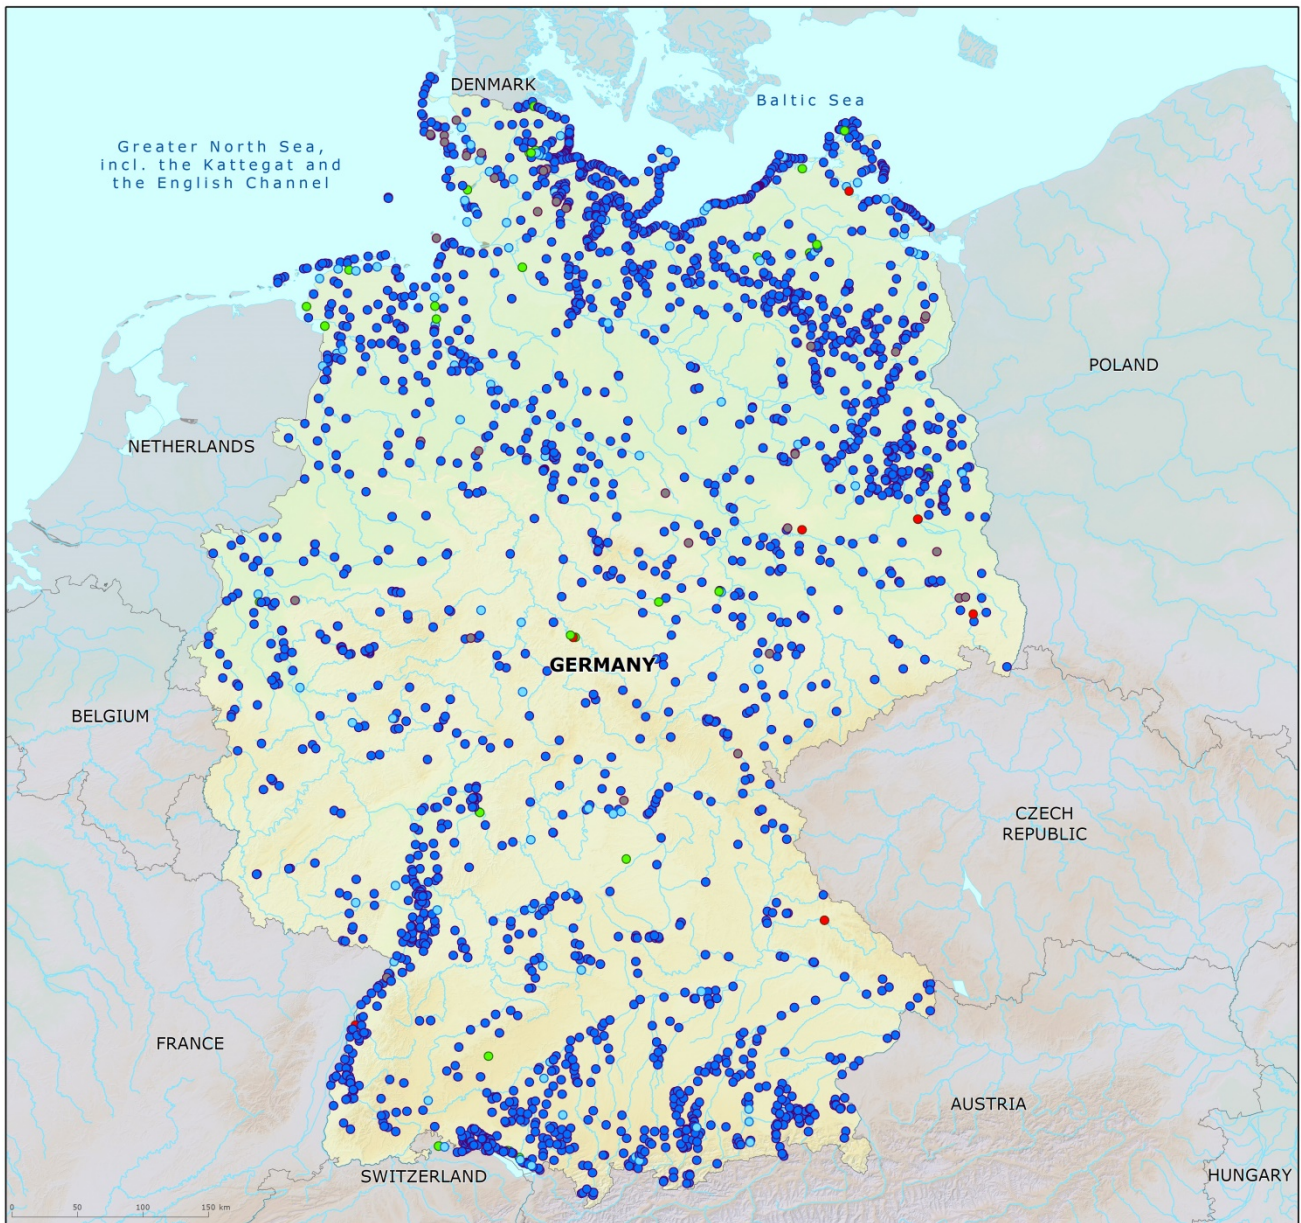 DENMARK
Baltic Sea
Greater North Sea,
incl. the Kattegat and
the English Channel
POLAND
NETHERLANDS
GERMANY
BELGIUM
CZECH
REPUBLIC
FRANCE
AUSTRIA
SWITZERLAND
HUNGARY
0 50 100 150 km